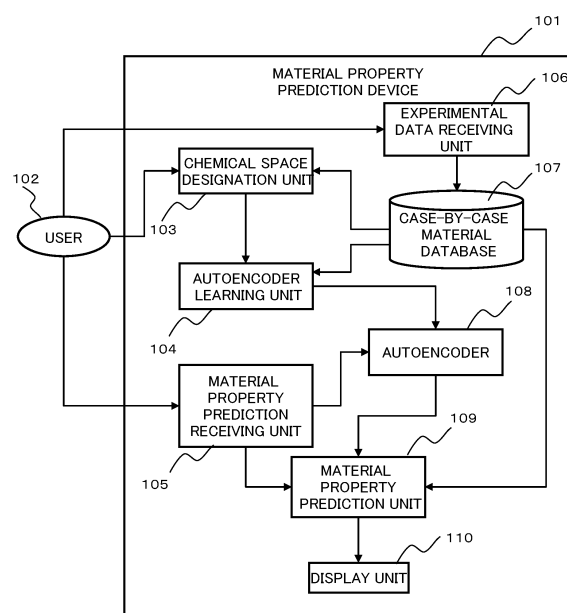 101
MATERIAL PROPERTY
PREDICTION DEVICE
106
EXPERIMENTAL
DATA RECEIVING
UNIT
102
CHEMICAL SPACE
DESIGNATION UNIT
107
103
USER
CASE-BY-CASE
MATERIAL
DATABASE
AUTOENCODER
LEARNING UNIT
104
108
AUTOENCODER
MATERIAL
PROPERTY
PREDICTION
RECEIVING UNIT
105
109
MATERIAL
PROPERTY
PREDICTION UNIT
110
DISPLAY UNIT